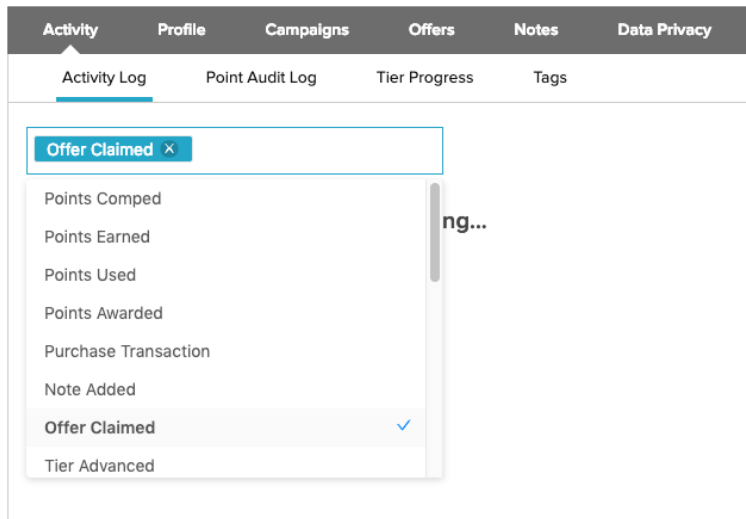 Activity Profile Campaigns Offers Notes Data Privacy
Activity Log Point Audit Log Tier Progress Tags
Offer Claimed
Points Comped
ng...
Points Earned
Points Used
Points Awarded
Purchase Transaction
Note Added
Offer Claimed
Tier Advanced